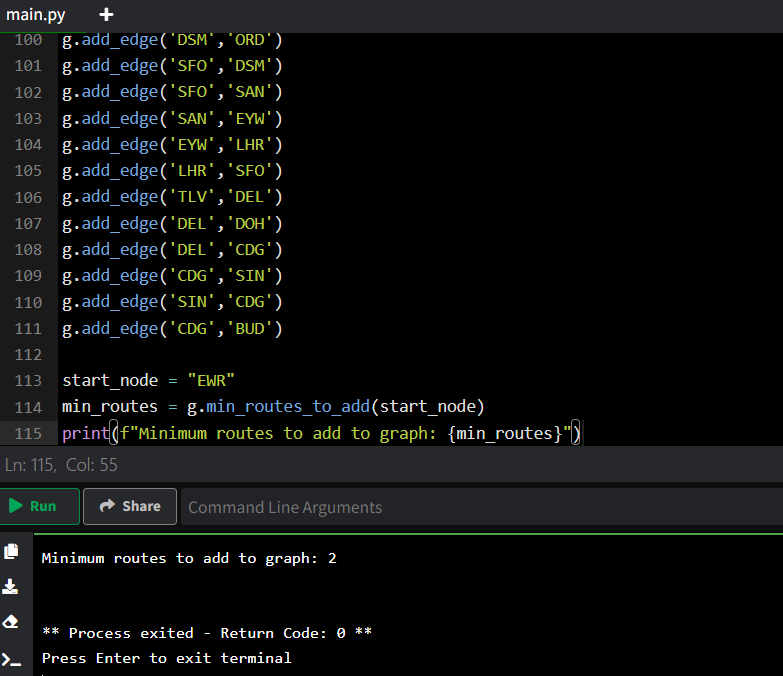 main.py +
100 g.add_edge('DSM','ORD')
101 g.add_edge('SFO','DSM')
102 g.add_edge('SFO','SAN')
103 g.add_edge('SAN','EYW')
104 g.add_edge('EYW','LHR')
105 g.add_edge('LHR','SFO')
106 g.add_edge('TLV','DEL')
107 g.add_edge('DEL','DOH')
108 g.add_edge('DEL','CDG')
109 g.add_edge('CDG','SIN')
110 g.add_edge('SIN','CDG')
111 g.add_edge('CDG','BUD')
112
113 start_node = "EWR"
114 min_routes = g.min_routes_to_add(start_node)
115 print(f"Minimum routes to add to graph: {min_routes}")
Ln: 115, Col: 55
Run Share Command Line Arguments
Minimum routes to add to graph: 2
** Process exited - Return Code: 0 **
Press Enter to exit terminal